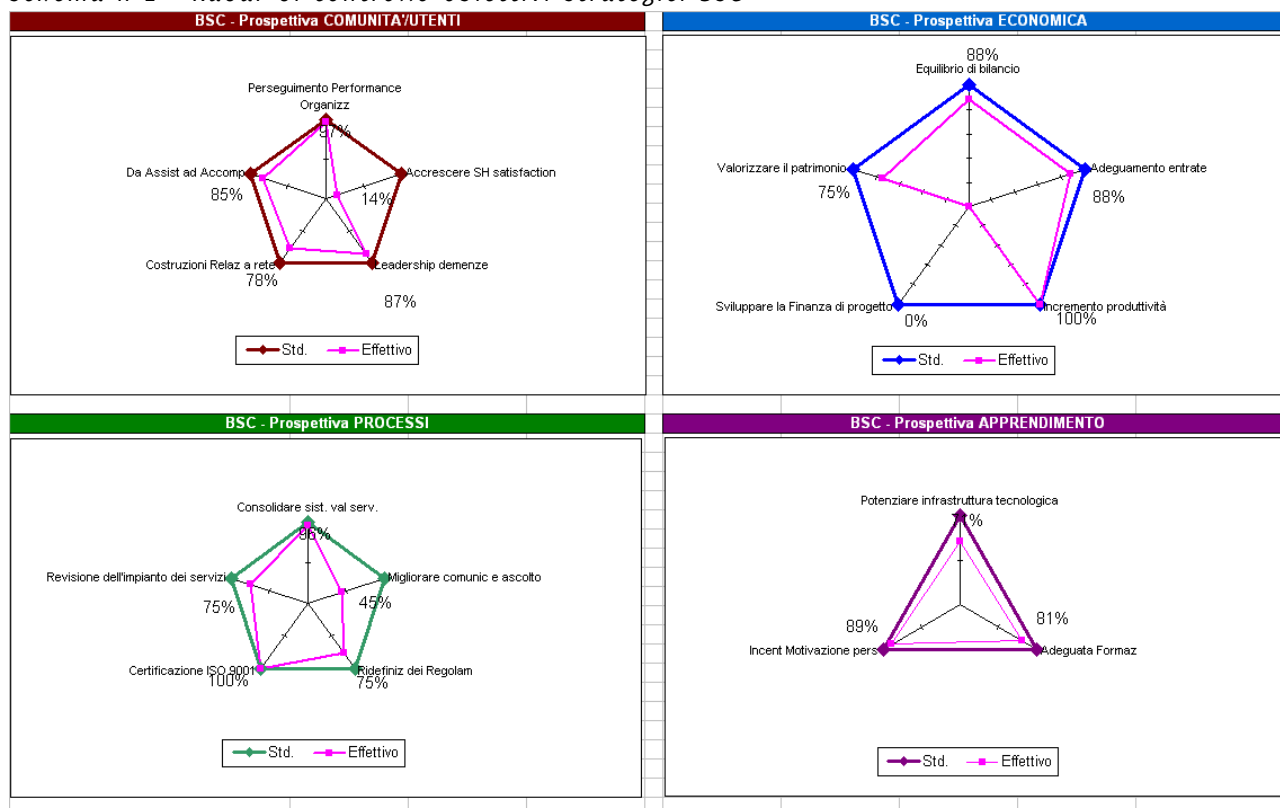 BSC - Prospettiva COMUNITA'/UTENTI
Perseguimento Performance
Organizz
97%
Da Assist ad Accomp
85%
Accrescere SH satisfaction
14%
Costruzioni Relaz a rete
78%
Leadership demenze
87%
Std.
Effettivo
BSC - Prospettiva ECONOMICA
88%
Equilibrio di bilancio
Valorizzare il patrimonio
75%
Adeguamento entrate
88%
Sviluppare la Finanza di progetto
0%
Incremento produttività
100%
Std.
Effettivo
BSC - Prospettiva PROCESSI
Consolidare sist. val serv.
96%
Revisione dell'impianto dei servizi
75%
Migliorare comunic e ascolto
45%
Certificazione ISO 9001
100%
Ridefiniz dei Regolam
75%
Std.
Effettivo
BSC - Prospettiva APPRENDIMENTO
Potenziare infrastruttura tecnologica
%
89%
Incent Motivazione pers
81%
Adeguata Formaz
Std.
Effettivo